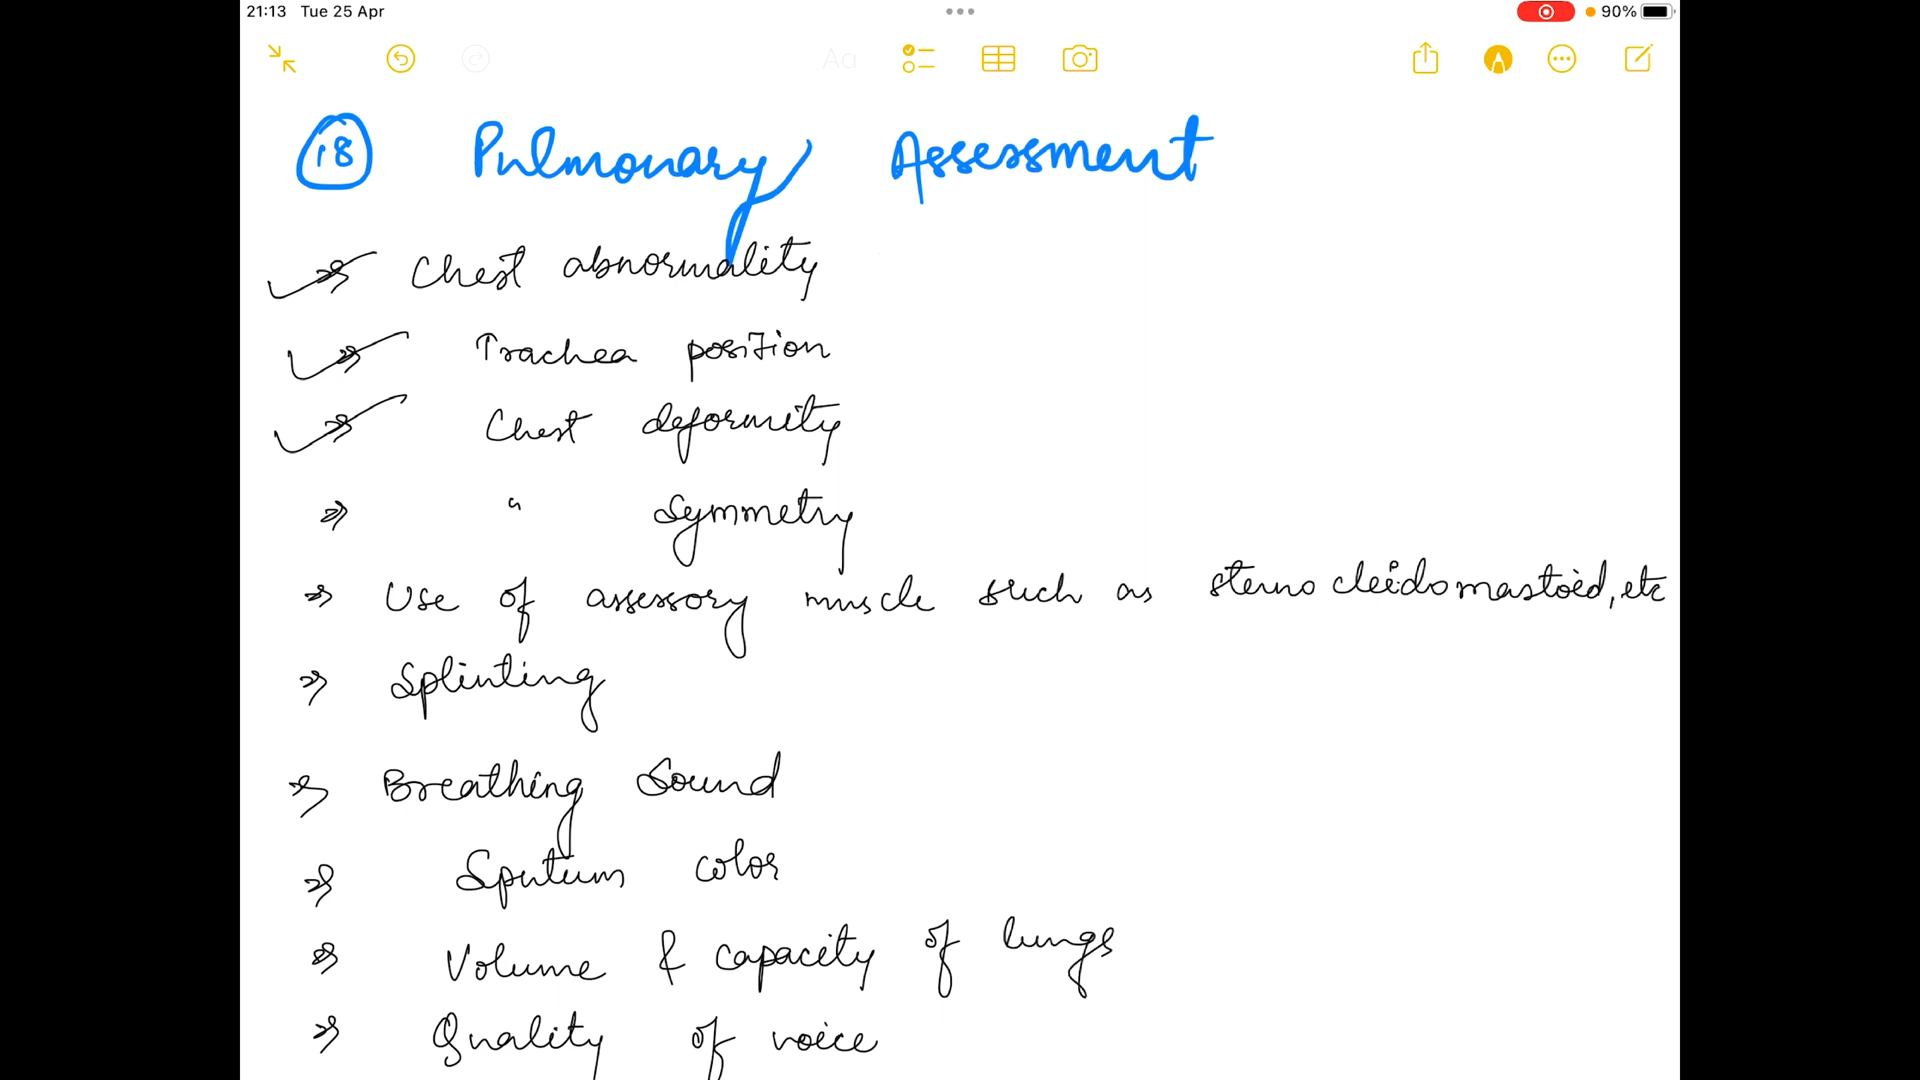 21:13 Tue 25 Apr
90%
Aa
18 Pulmonary Assessment
⇒ Chest abnormality
⇒ Trachea position
⇒ Chest deformity
⇒ " Symmetry
⇒ Use of assessory muscle such as sterno cleidomastoid, etc
⇒ Splinting
⇒ Breathing Sound
⇒ Sputum color
⇒ Volume & capacity of lungs
⇒ Quality of voice